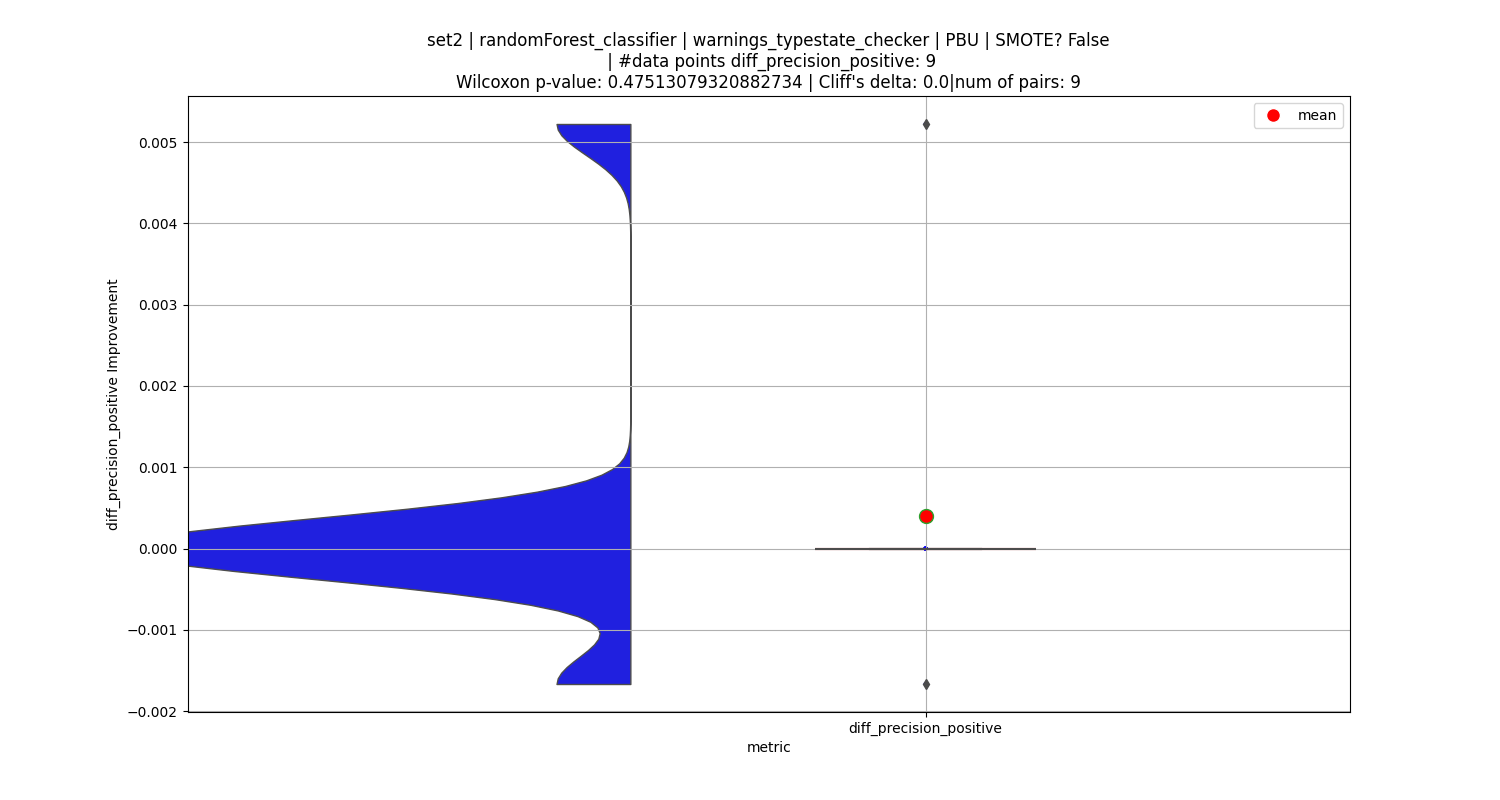 set2 | randomForest_classifier | warnings_typestate_checker | PBU | SMOTE? False
| #data points diff_precision_positive: 9
Wilcoxon p-value: 0.47513079320882734 | Cliff's delta: 0.0|num of pairs: 9
mean
0.005
0.004
0.003
0.002
0.001
0.000
−0.001
−0.002
diff_precision_positive Improvement
diff_precision_positive
metric